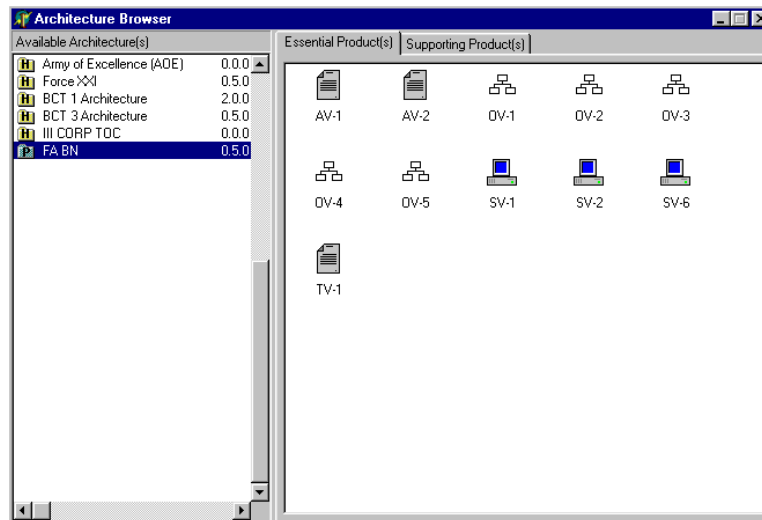 Architecture Browser
Available Architecture(s)
Essential Product(s) Supporting Product(s)
H Army of Excellence (AOE) 0.0.0
H Force XXI 0.5.0
H BCT 1 Architecture 2.0.0
H BCT 3 Architecture 0.5.0
H III CORP TOC 0.0.0
P FA BN 0.5.0
AV-1 AV-2 OV-1 OV-2 OV-3
OV-4 OV-5 SV-1 SV-2 SV-6
TV-1